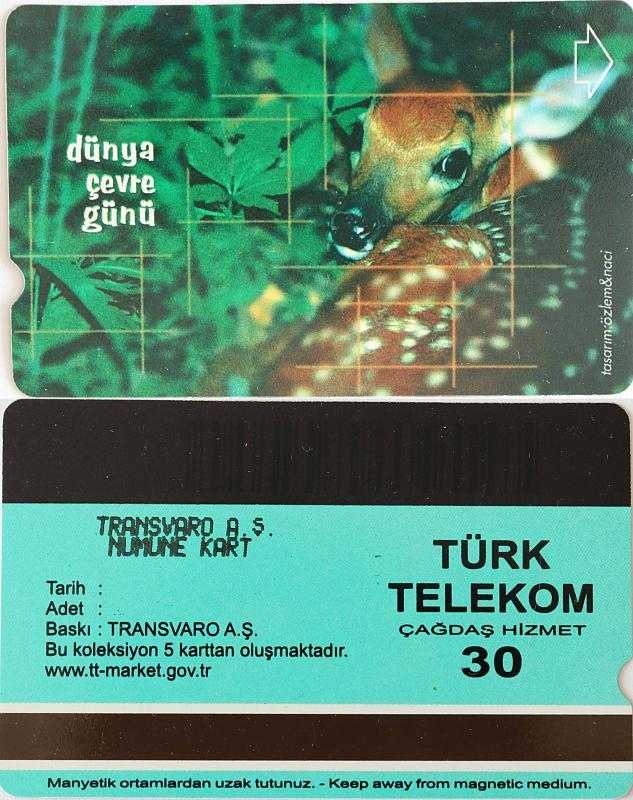 dünya
çevre
günü
tasarım:özlem&naci
TRANSVARO A.Ş.
NUMUNE KART
Tarih :
Adet :
Baskı : TRANSVARO A.Ş.
Bu koleksiyon 5 karttan oluşmaktadır.
www.tt-market.gov.tr
TÜRK
TELEKOM
ÇAĞDAŞ HİZMET
30
Manyetik ortamlardan uzak tutunuz. - Keep away from magnetic medium.